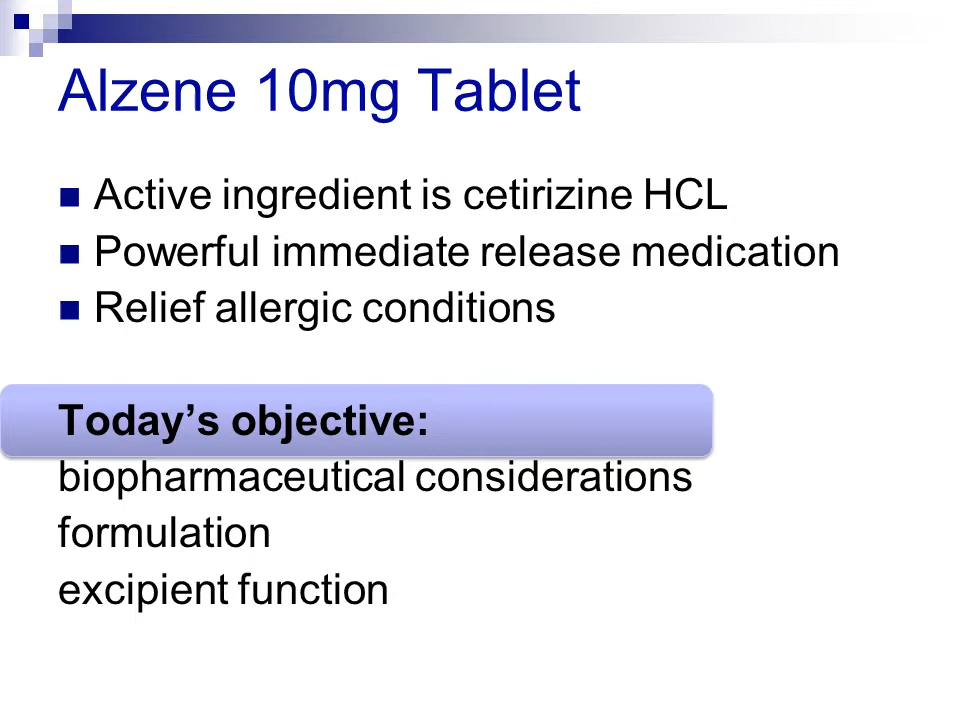 Alzene 10mg Tablet
Active ingredient is cetirizine HCL
Powerful immediate release medication
Relief allergic conditions
Today’s objective:
biopharmaceutical considerations
formulation
excipient function